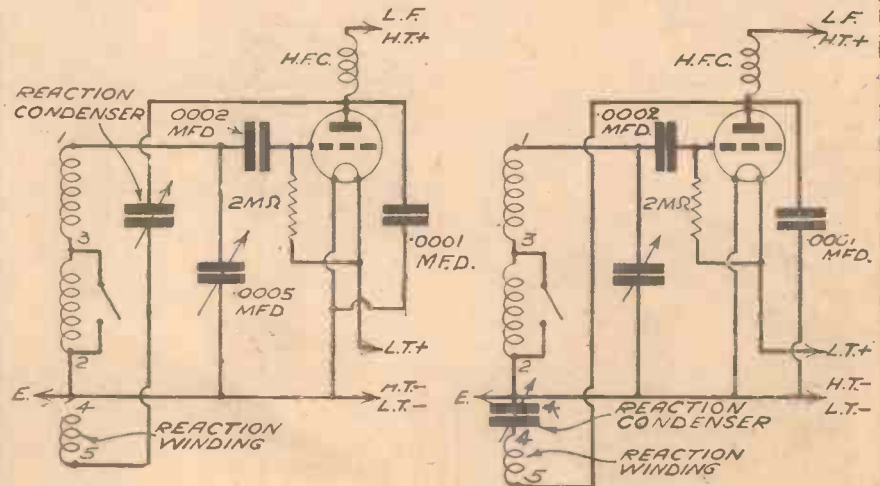 L.F.
H.T.+
H.F.C.
REACTION
CONDENSER
.0002
MFD
1
2MΩ
3
.0005
MFD
.0001
MFD.
L.T.+
2
E.
H.T.-
L.T.-
4
REACTION
WINDING
5
L.F.
H.T.+
H.F.C.
.0002
MFD.
1
2MΩ
3
.0001
MFD.
L.T.+
2
H.T.-
E.
L.T.-
REACTION
CONDENSER
4
REACTION
WINDING
5